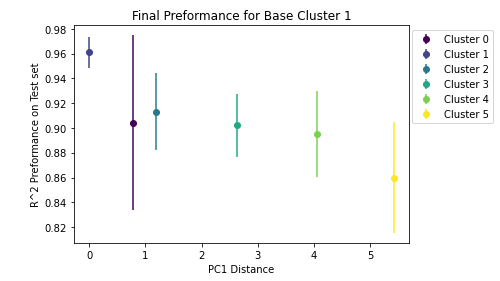 Final Preformance for Base Cluster 1
R^2 Preformance on Test set
0.98
0.96
0.94
0.92
0.90
0.88
0.86
0.84
0.82
0 1 2 3 4 5
PC1 Distance
Cluster 0
Cluster 1
Cluster 2
Cluster 3
Cluster 4
Cluster 5